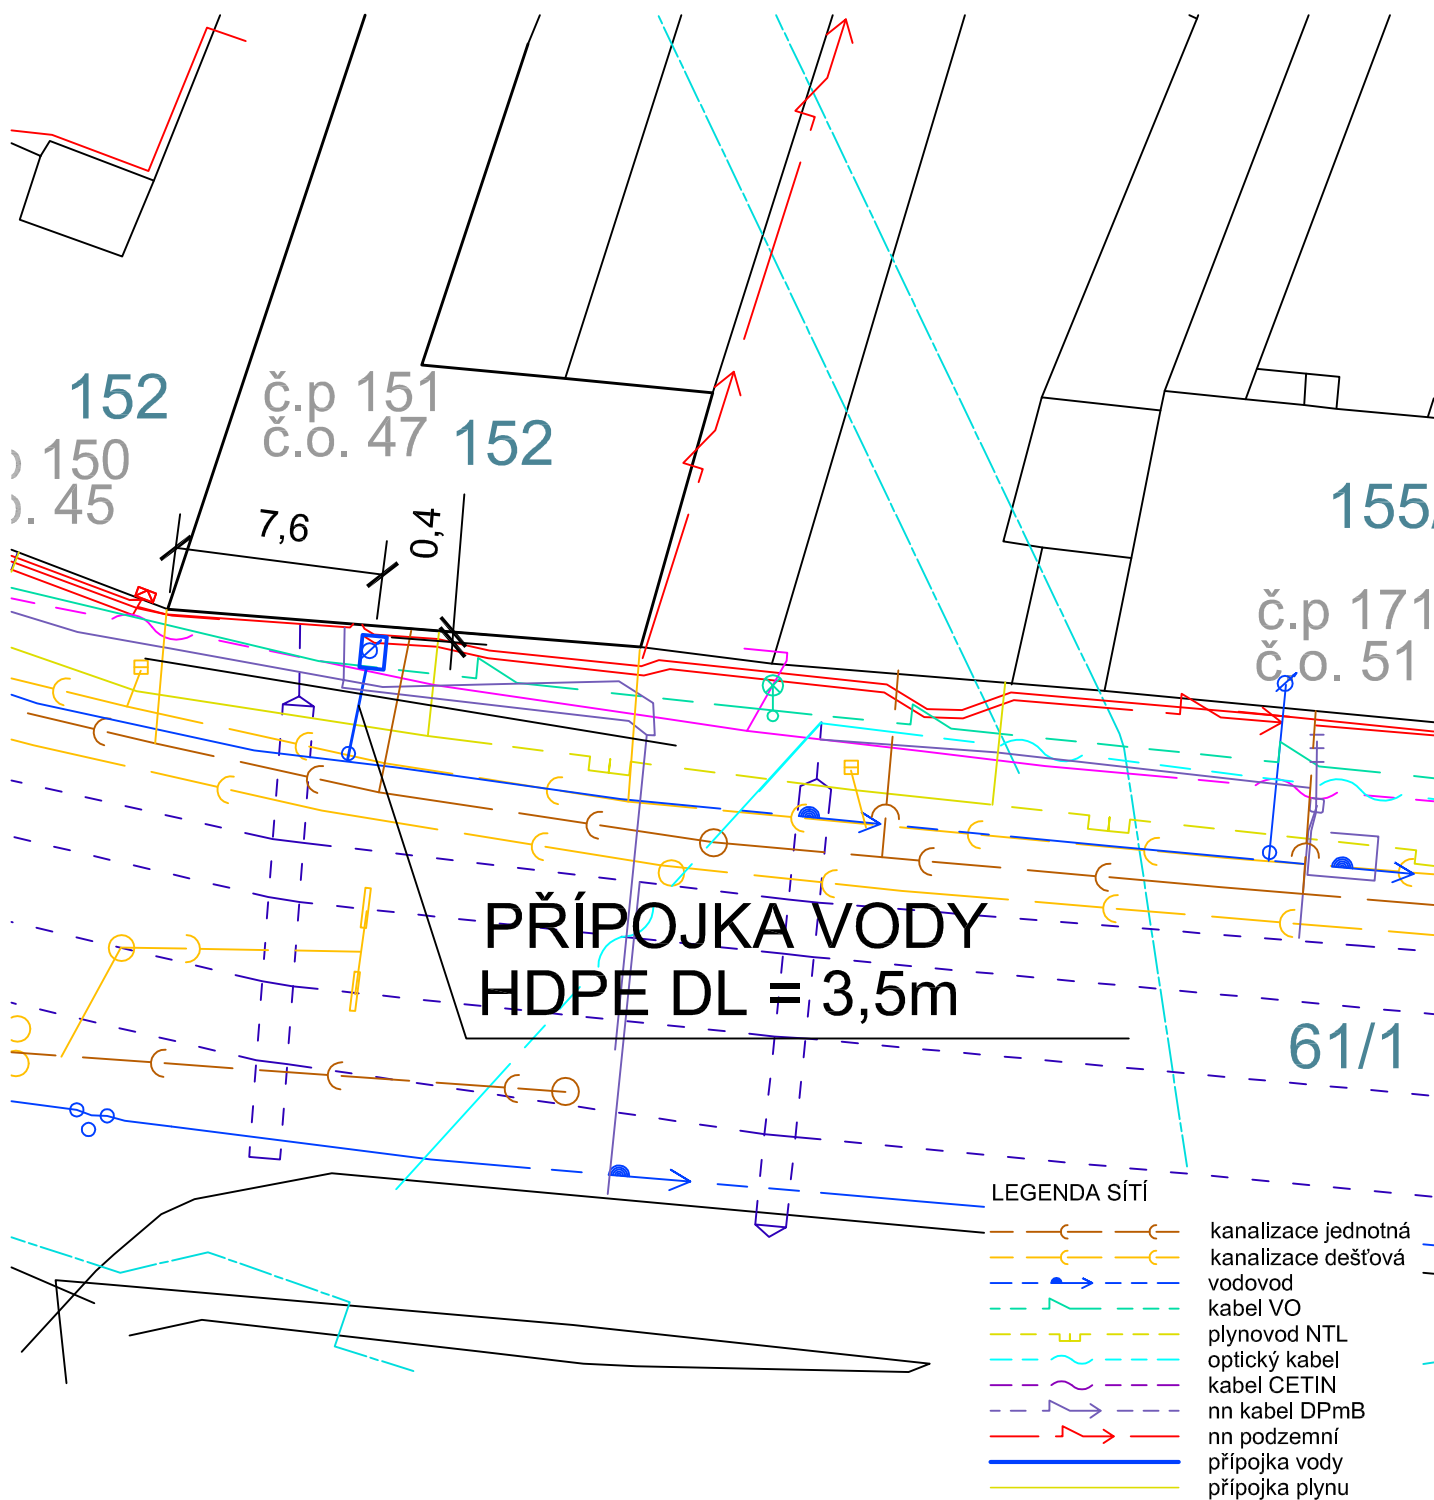 152
č.p 151
č.o. 47
152
150
. 45
7,6
0,4
155/
č.p 171
č.o. 51
PŘÍPOJKA VODY
HDPE DL = 3,5m
61/1
LEGENDA SÍTÍ
kanalizace jednotná
kanalizace dešťová
vodovod
kabel VO
plynovod NTL
optický kabel
kabel CETIN
nn kabel DPmB
nn podzemní
přípojka vody
přípojka plynu